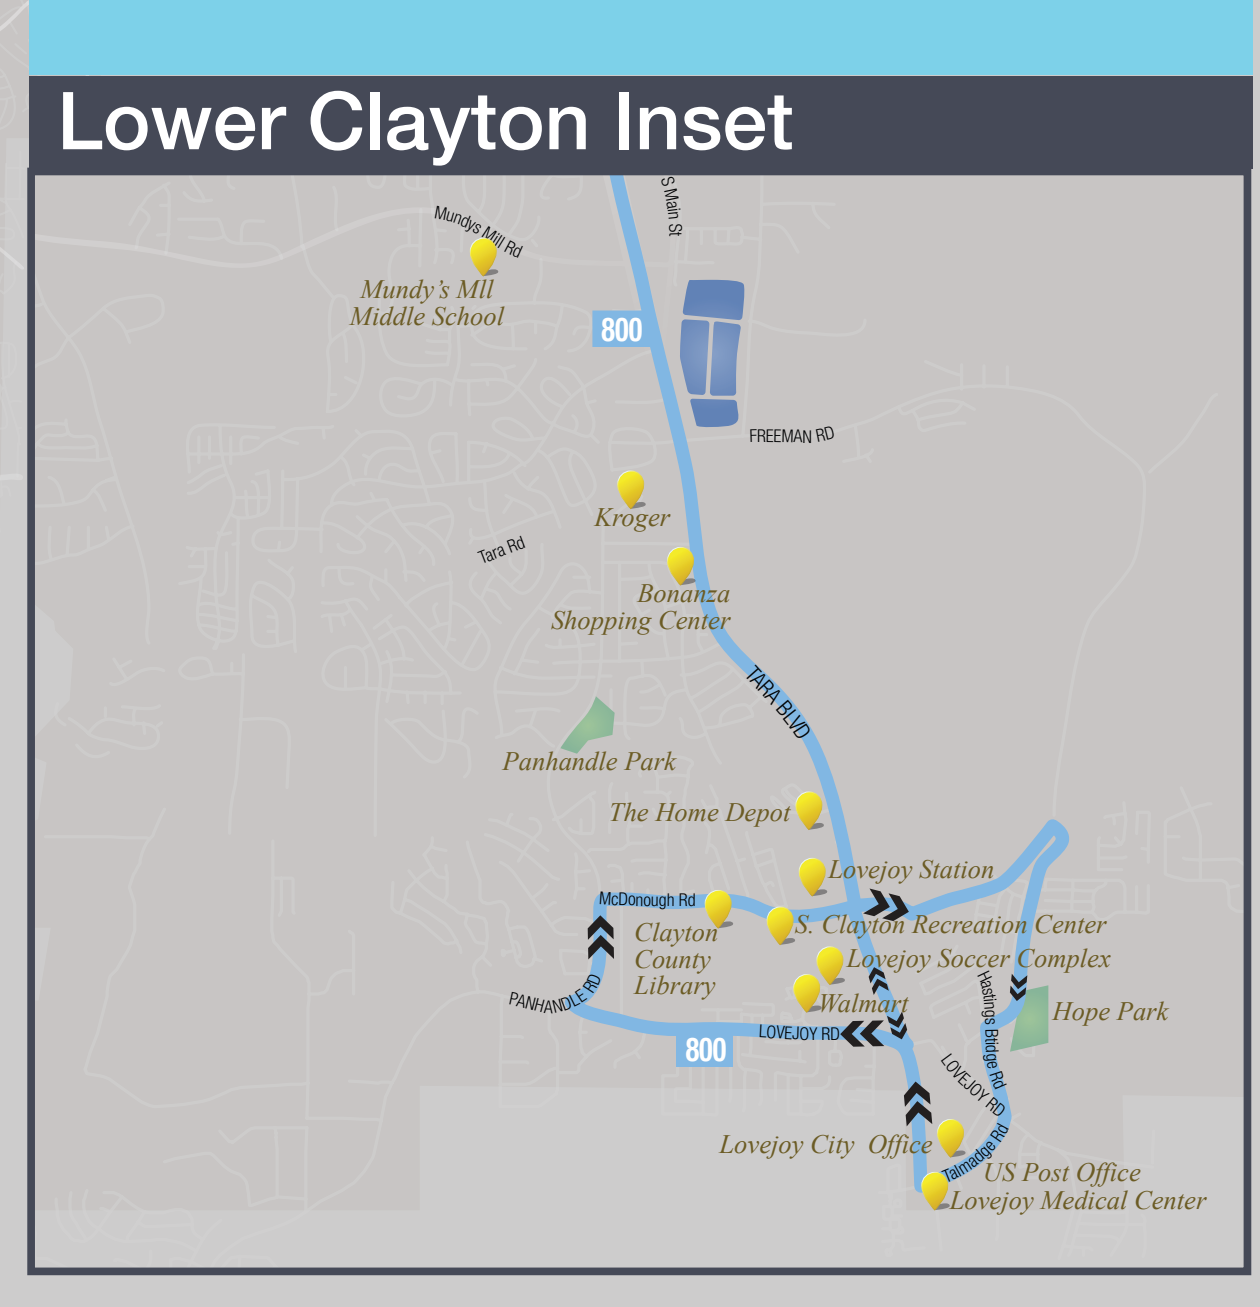 Lower Clayton Inset
S Main St
Mundys Mill Rd
Mundy's Mll
Middle School
800
FREEMAN RD
Kroger
Tara Rd
Bonanza
Shopping Center
TARA BLVD
Panhandle Park
The Home Depot
Lovejoy Station
McDonough Rd
S. Clayton Recreation Center
Clayton
County
Library
Lovejoy Soccer Complex
PANHANDLE RD
Walmart
Hastings Btidge Rd
Hope Park
LOVEJOY RD
800
LOVEJOY RD
Lovejoy City Office
Talmadge Rd
US Post Office
Lovejoy Medical Center